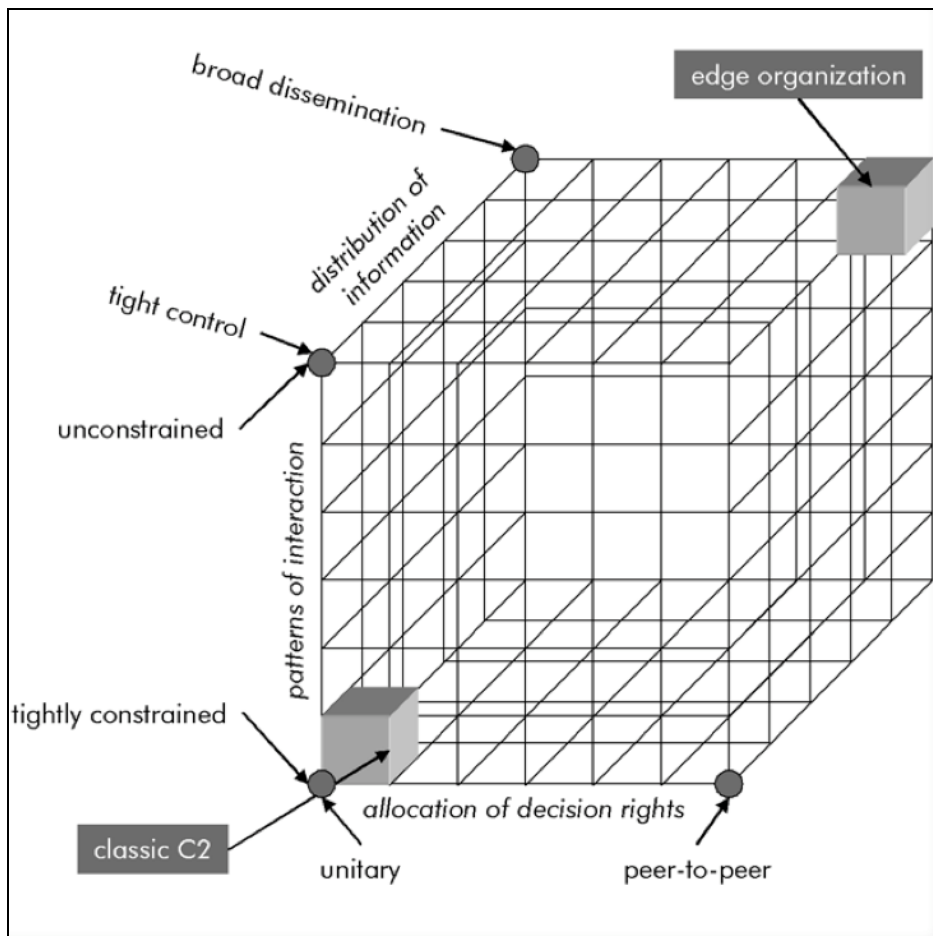 broad dissemination
edge organization
distribution of
information
tight control
unconstrained
patterns of interaction
tightly constrained
allocation of decision rights
classic C2
unitary
peer-to-peer